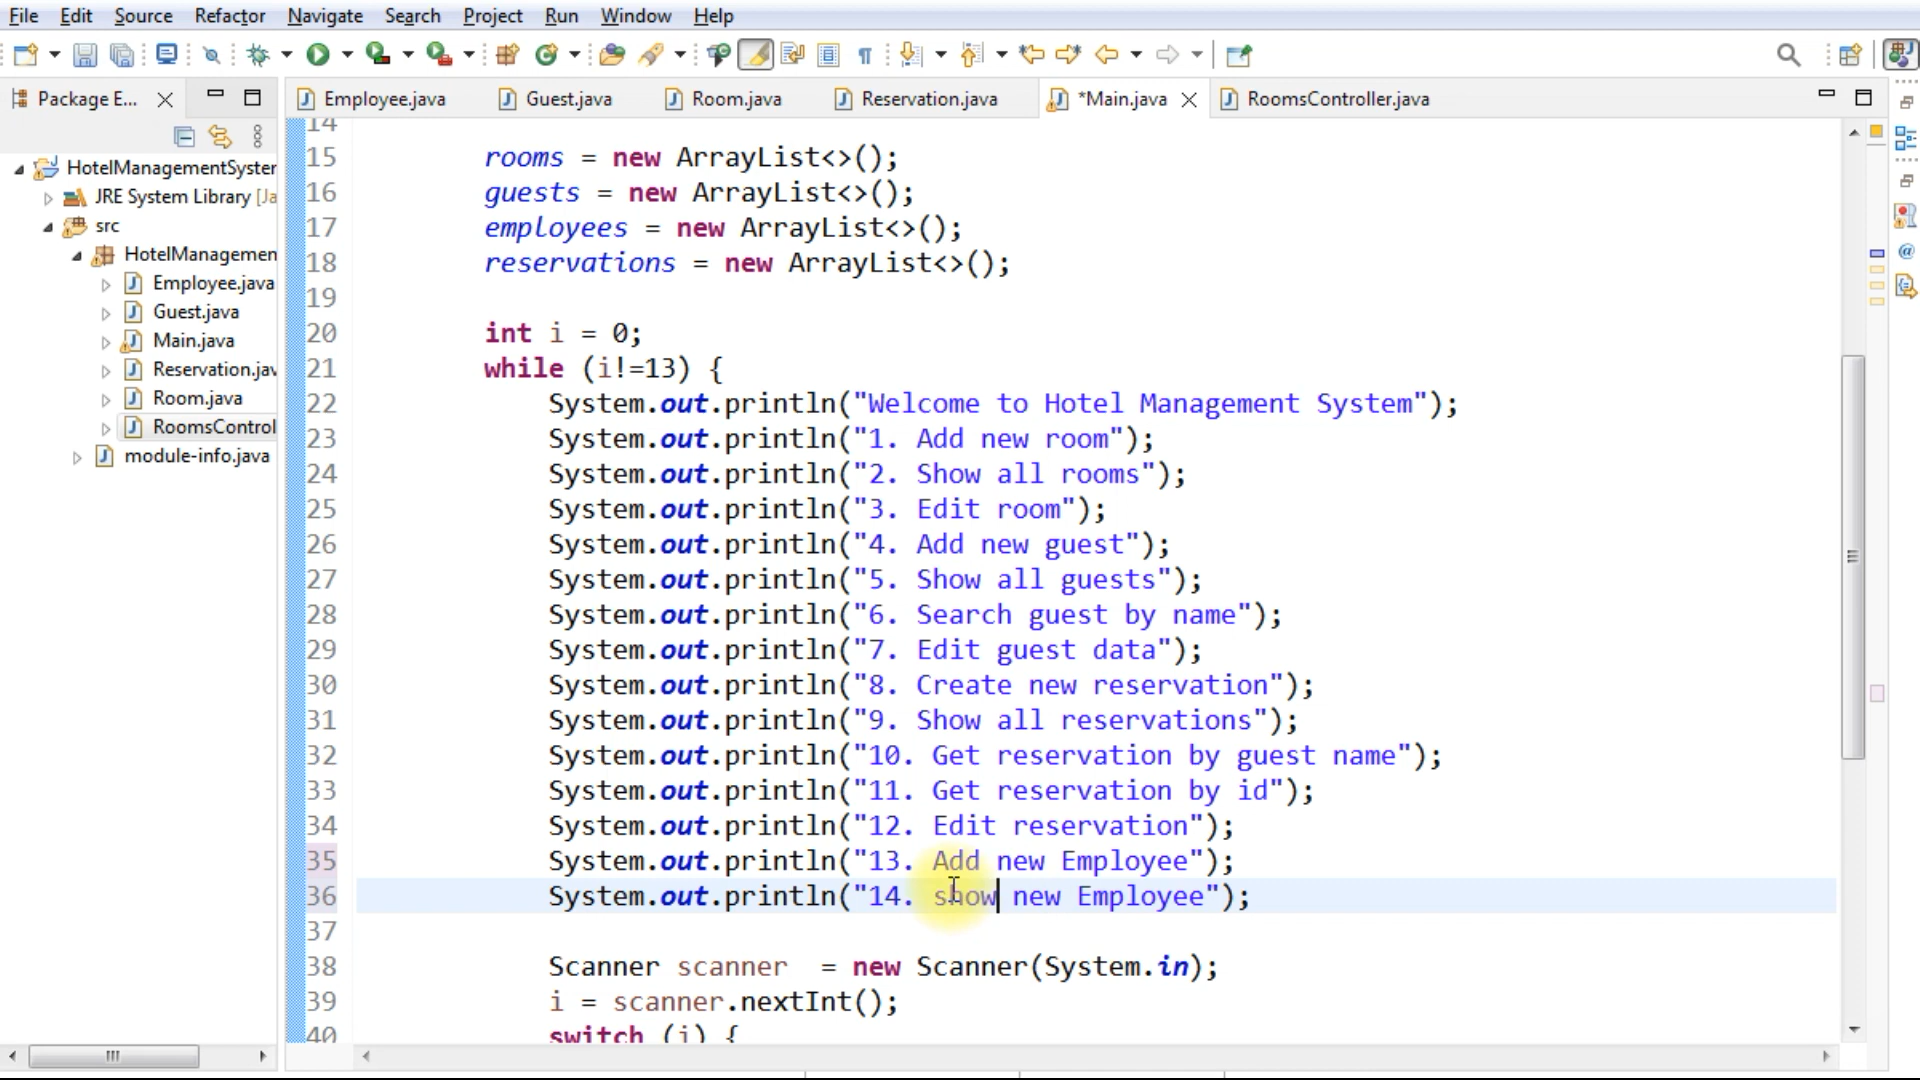 File Edit Source Refactor Navigate Search Project Run Window Help
Package E...
Employee.java Guest.java Room.java Reservation.java *Main.java RoomsController.java
HotelManagementSyster
JRE System Library [Ja
src
HotelManagemen
Employee.java
Guest.java
Main.java
Reservation.jav
Room.java
RoomsControl
module-info.java
14
15 rooms = new ArrayList<>();
16 guests = new ArrayList<>();
17 employees = new ArrayList<>();
18 reservations = new ArrayList<>();
19
20 int i = 0;
21 while (i!=13) {
22 System.out.println("Welcome to Hotel Management System");
23 System.out.println("1. Add new room");
24 System.out.println("2. Show all rooms");
25 System.out.println("3. Edit room");
26 System.out.println("4. Add new guest");
27 System.out.println("5. Show all guests");
28 System.out.println("6. Search guest by name");
29 System.out.println("7. Edit guest data");
30 System.out.println("8. Create new reservation");
31 System.out.println("9. Show all reservations");
32 System.out.println("10. Get reservation by guest name");
33 System.out.println("11. Get reservation by id");
34 System.out.println("12. Edit reservation");
35 System.out.println("13. Add new Employee");
36 System.out.println("14. show new Employee");
37
38 Scanner scanner  = new Scanner(System.in);
39 i = scanner.nextInt();
40 switch (i) {